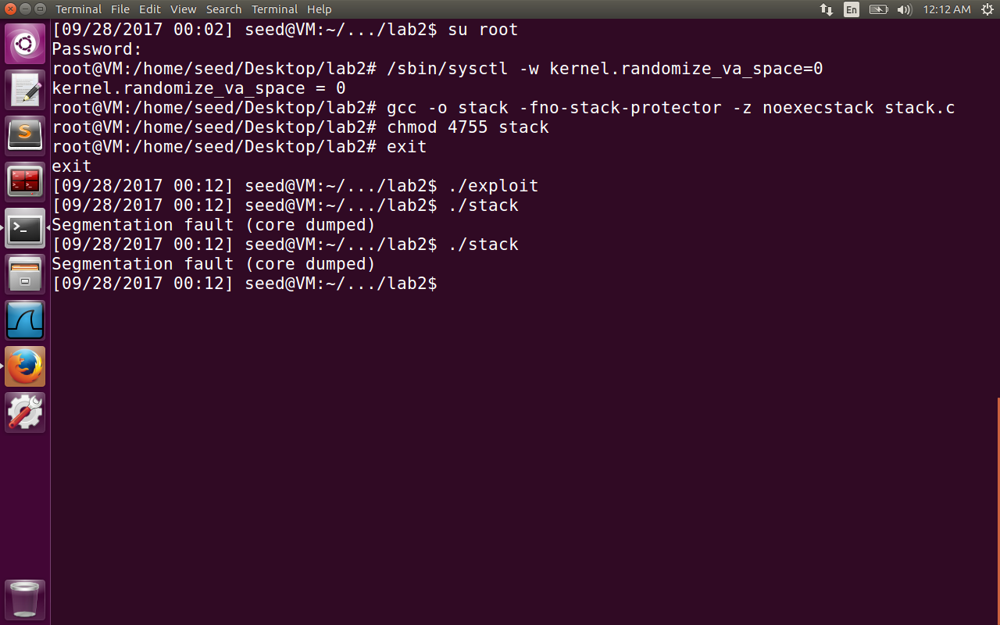 Terminal File Edit View Search Terminal Help En 12:12 AM
[09/28/2017 00:02] seed@VM:~/.../lab2$ su root
Password:
root@VM:/home/seed/Desktop/lab2# /sbin/sysctl -w kernel.randomize_va_space=0
kernel.randomize_va_space = 0
root@VM:/home/seed/Desktop/lab2# gcc -o stack -fno-stack-protector -z noexecstack stack.c
root@VM:/home/seed/Desktop/lab2# chmod 4755 stack
root@VM:/home/seed/Desktop/lab2# exit
exit
[09/28/2017 00:12] seed@VM:~/.../lab2$ ./exploit
[09/28/2017 00:12] seed@VM:~/.../lab2$ ./stack
Segmentation fault (core dumped)
[09/28/2017 00:12] seed@VM:~/.../lab2$ ./stack
Segmentation fault (core dumped)
[09/28/2017 00:12] seed@VM:~/.../lab2$